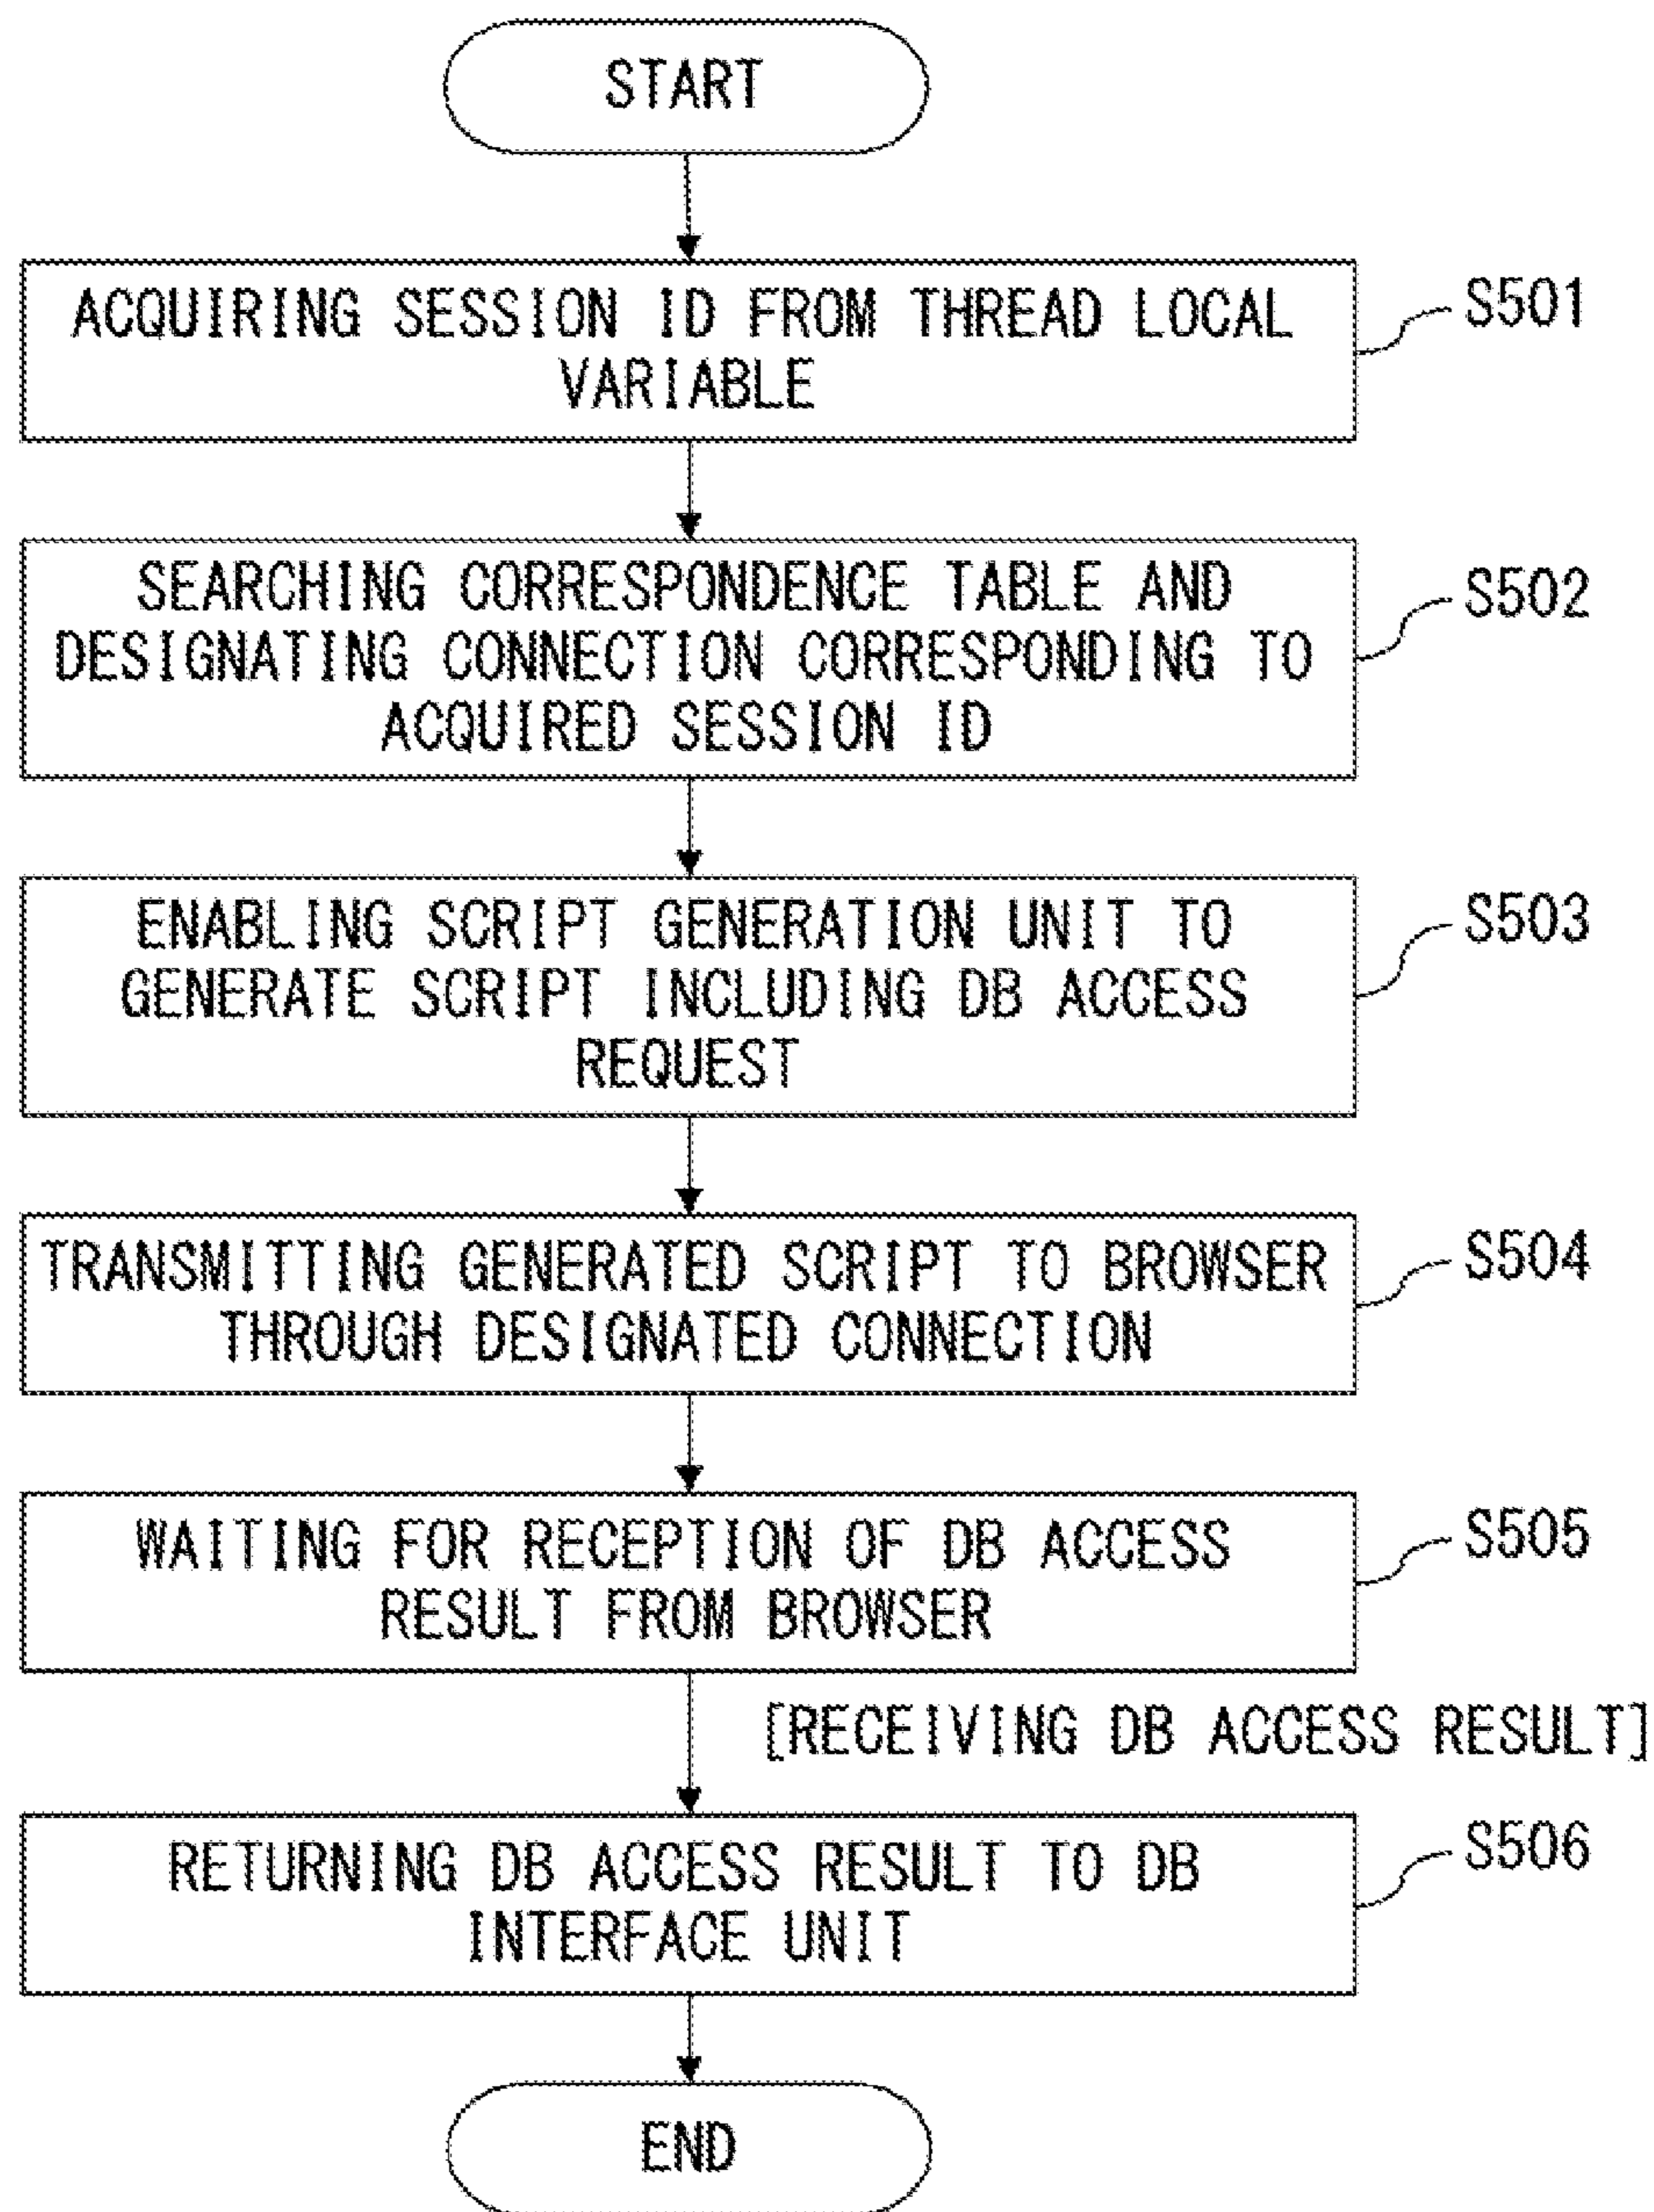 START
ACQUIRING SESSION ID FROM THREAD LOCAL
VARIABLE
S501
SEARCHING CORRESPONDENCE TABLE AND
DESIGNATING CONNECTION CORRESPONDING TO
ACQUIRED SESSION ID
S502
ENABLING SCRIPT GENERATION UNIT TO
GENERATE SCRIPT INCLUDING DB ACCESS
REQUEST
S503
TRANSMITTING GENERATED SCRIPT TO BROWSER
THROUGH DESIGNATED CONNECTION
S504
WAITING FOR RECEPTION OF DB ACCESS
RESULT FROM BROWSER
S505
[RECEIVING DB ACCESS RESULT]
RETURNING DB ACCESS RESULT TO DB
INTERFACE UNIT
S506
END